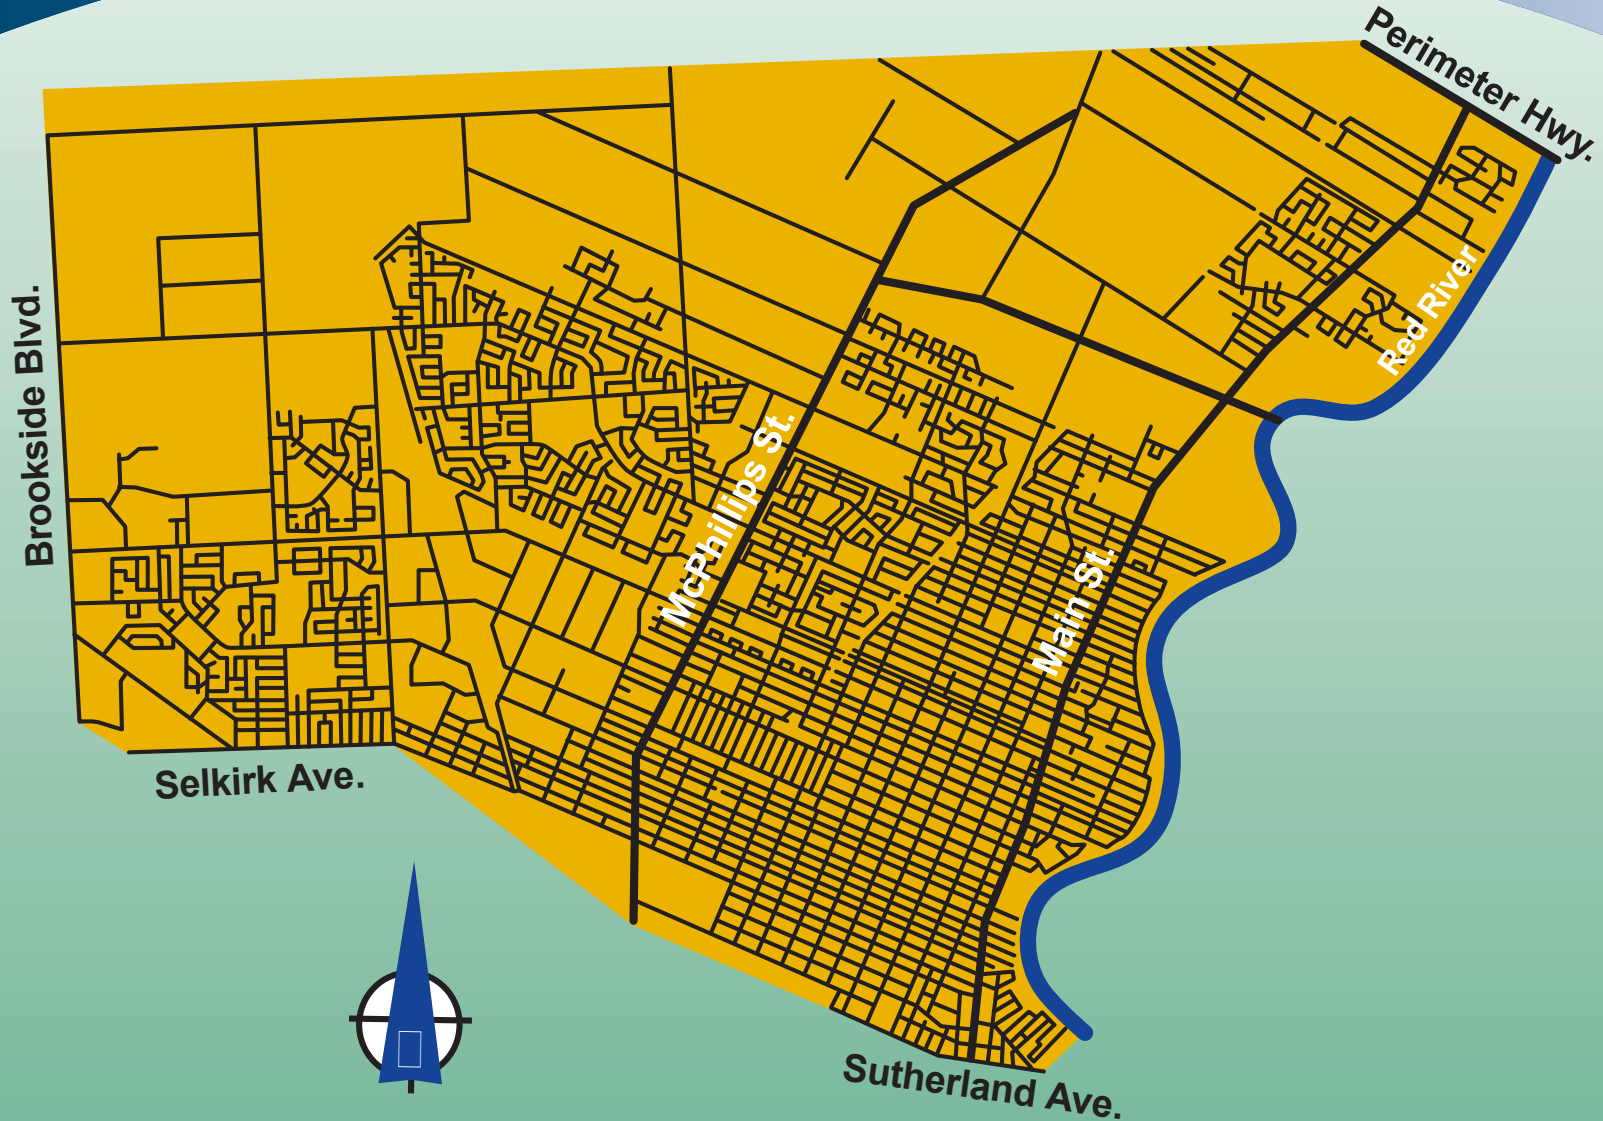 Perimeter Hwy.
Red River
Brookside Blvd.
McPhillips St.
Main St.
Selkirk Ave.
Sutherland Ave.